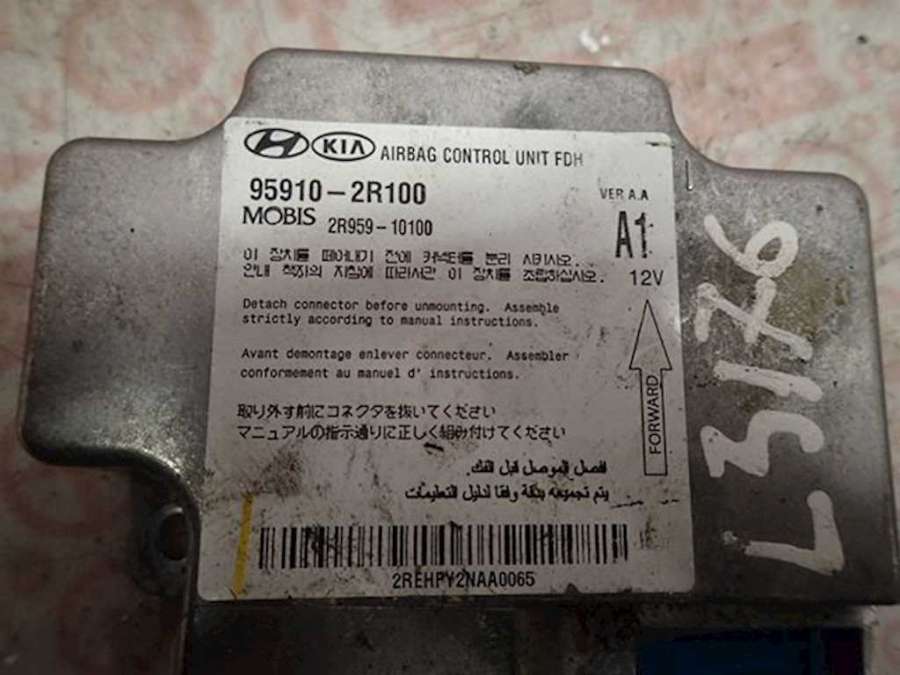 KIA AIRBAG CONTROL UNIT FDH
95910-2R100
VER A.A
MOBIS 2R959-10100
A1
이 장치를 떼어내기 전에 커넥터를 분리 시키시오.
안내 책자의 지침에 따라서만 이 장치를 조립하십시오.
12V
Detach connector before unmounting. Assemble
strictly according to manual instructions.
Avant demontage enlever connecteur. Assembler
conformement au manuel d' instructions.
FORWARD
取り外す前にコネクタを抜いてください
マニュアルの指示通りに正しく組み付けてください
افصل الموصل قبل الفك.
يتم تجميعه بدقة وفقا لدليل التعليمات
2REHPY2NAA0065
L3176